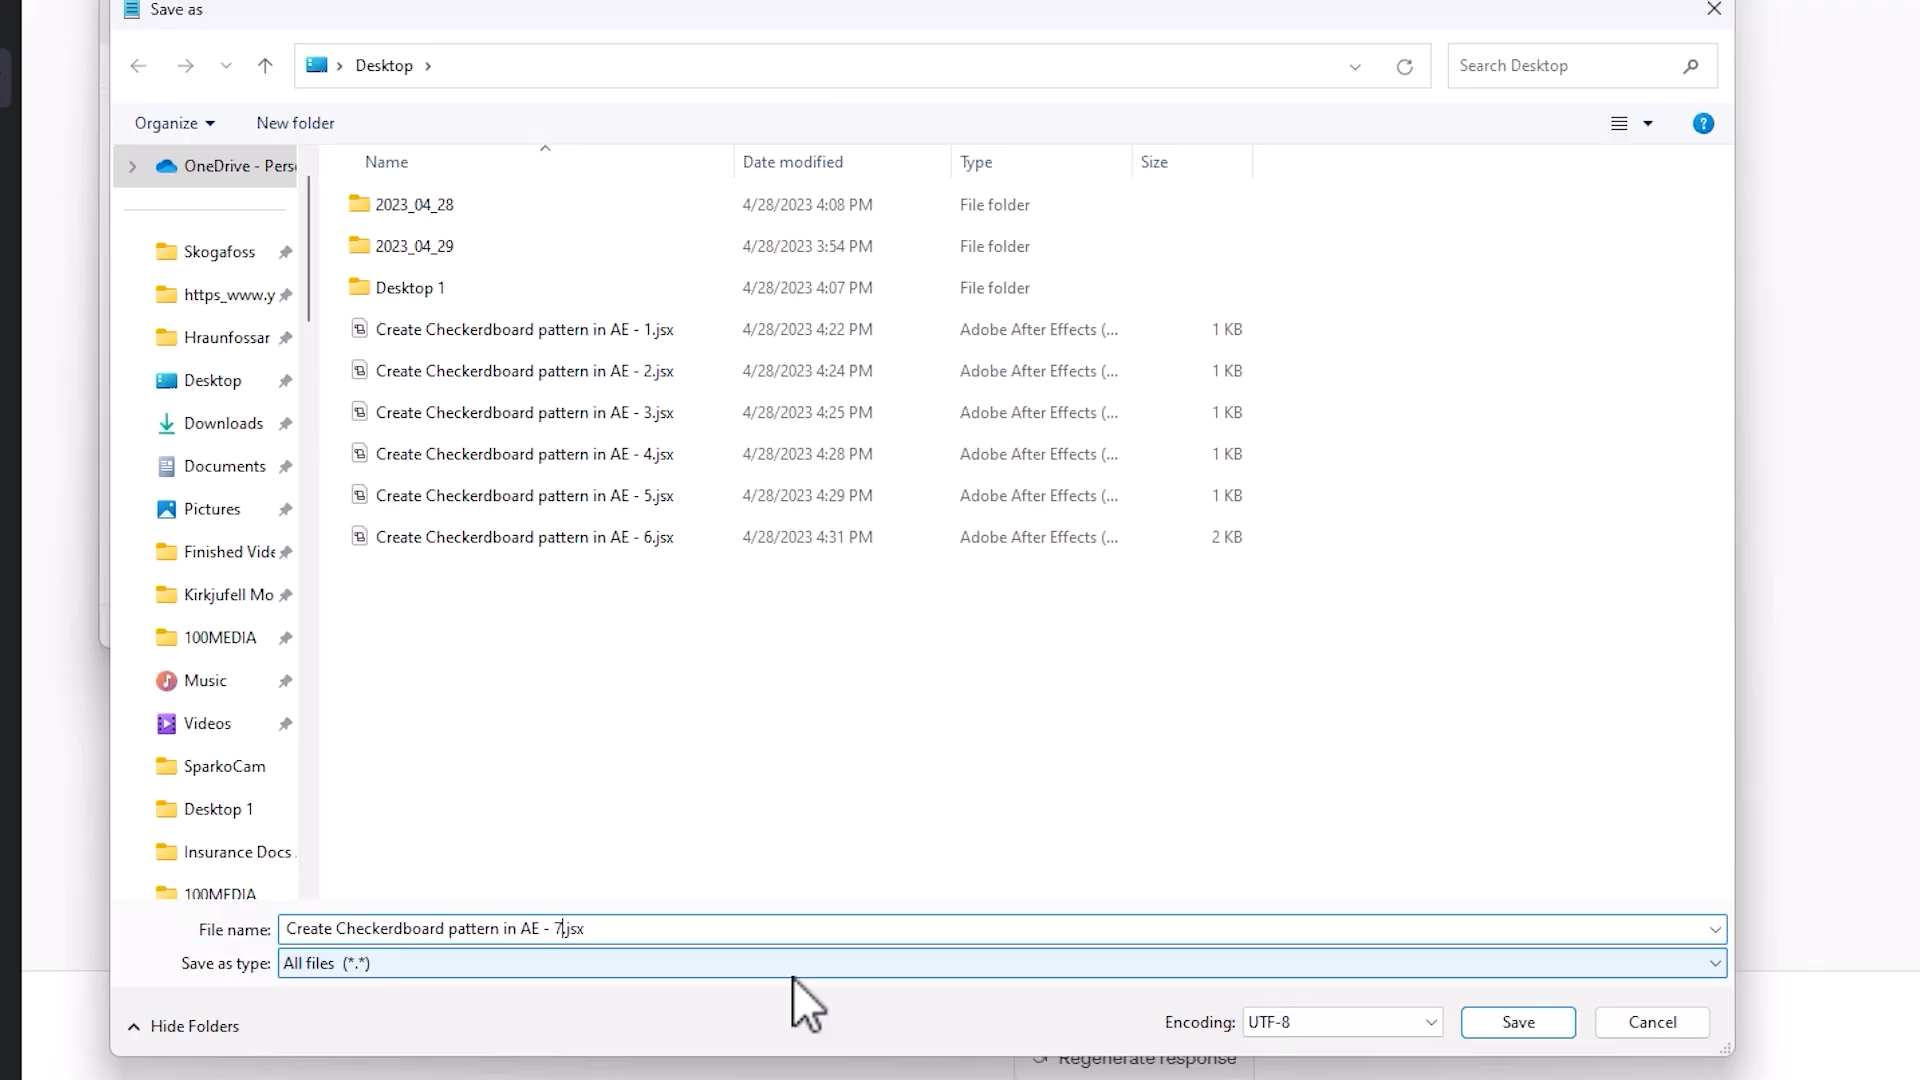 Save as
Desktop
Search Desktop
Organize
New folder
?
Name
Date modified
Type
Size
OneDrive - Pers
Skogafoss
https_www.y
Hraunfossar
Desktop
Downloads
Documents
Pictures
Finished Vide
Kirkjufell Mo
100MEDIA
Music
Videos
SparkoCam
Desktop 1
Insurance Docs
100MEDIA
2023_04_28 4/28/2023 4:08 PM File folder
2023_04_29 4/28/2023 3:54 PM File folder
Desktop 1 4/28/2023 4:07 PM File folder
Create Checkerdboard pattern in AE - 1.jsx 4/28/2023 4:22 PM Adobe After Effects (... 1 KB
Create Checkerdboard pattern in AE - 2.jsx 4/28/2023 4:24 PM Adobe After Effects (... 1 KB
Create Checkerdboard pattern in AE - 3.jsx 4/28/2023 4:25 PM Adobe After Effects (... 1 KB
Create Checkerdboard pattern in AE - 4.jsx 4/28/2023 4:28 PM Adobe After Effects (... 1 KB
Create Checkerdboard pattern in AE - 5.jsx 4/28/2023 4:29 PM Adobe After Effects (... 1 KB
Create Checkerdboard pattern in AE - 6.jsx 4/28/2023 4:31 PM Adobe After Effects (... 2 KB
File name: Create Checkerdboard pattern in AE - 7.jsx
Save as type: All files (*.*)
Hide Folders
Encoding: UTF-8
Save
Cancel
Regenerate response